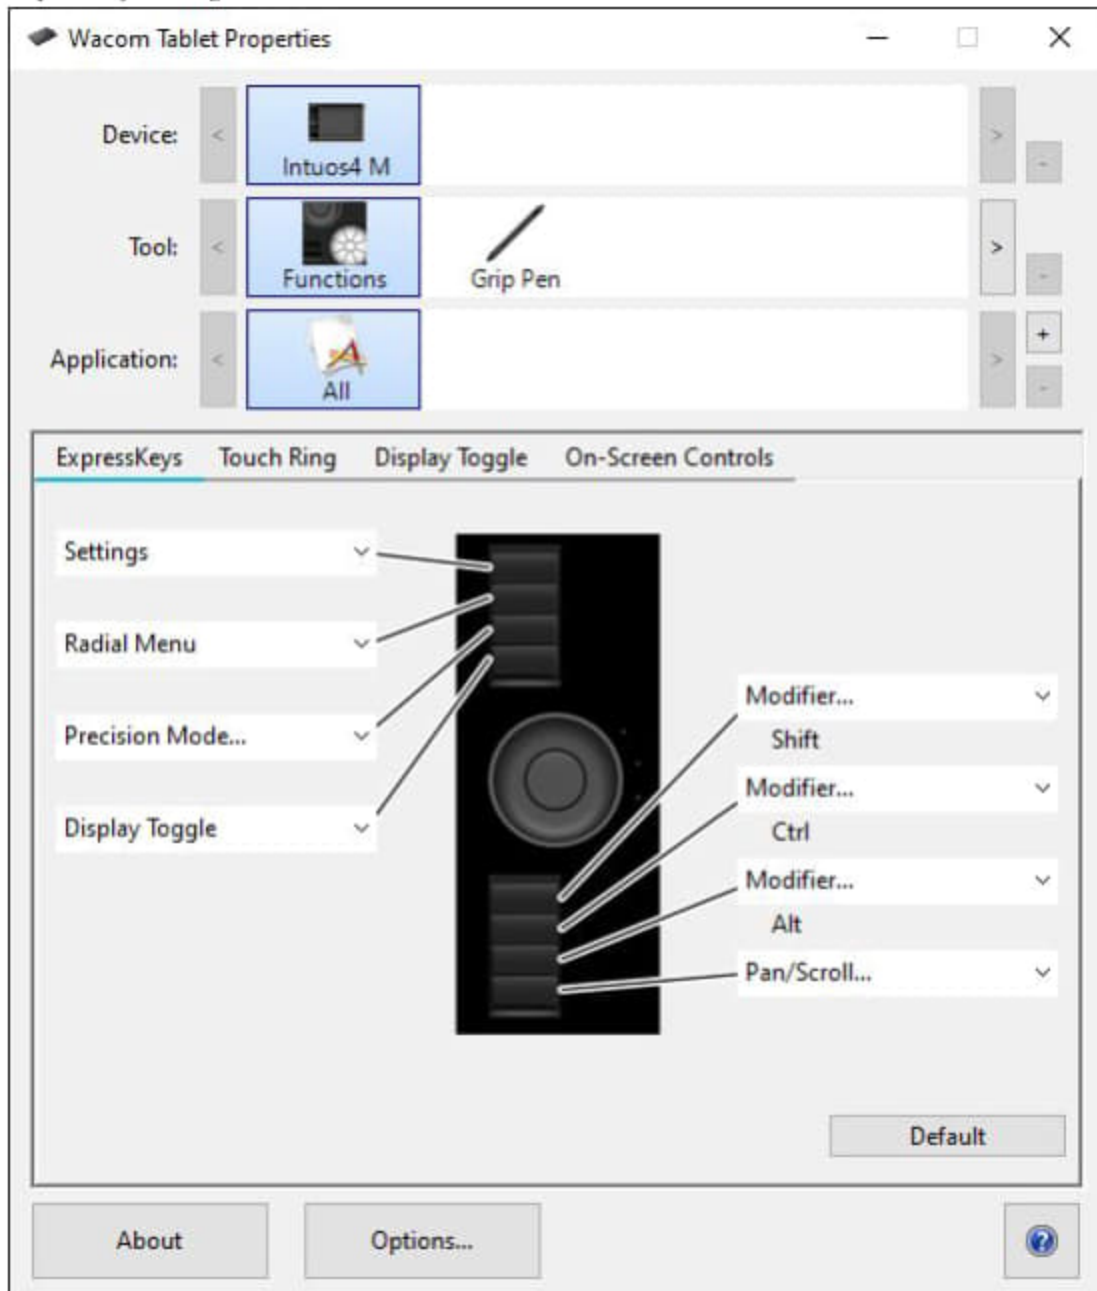 Wacom Tablet Properties
Device:
<
Intuos4 M
>
-
Tool:
<
Functions
Grip Pen
>
-
Application:
<
All
>
+
-
ExpressKeys Touch Ring Display Toggle On-Screen Controls
Settings
Radial Menu
Precision Mode...
Display Toggle
Modifier...
Shift
Modifier...
Ctrl
Modifier...
Alt
Pan/Scroll...
Default
About
Options...
?